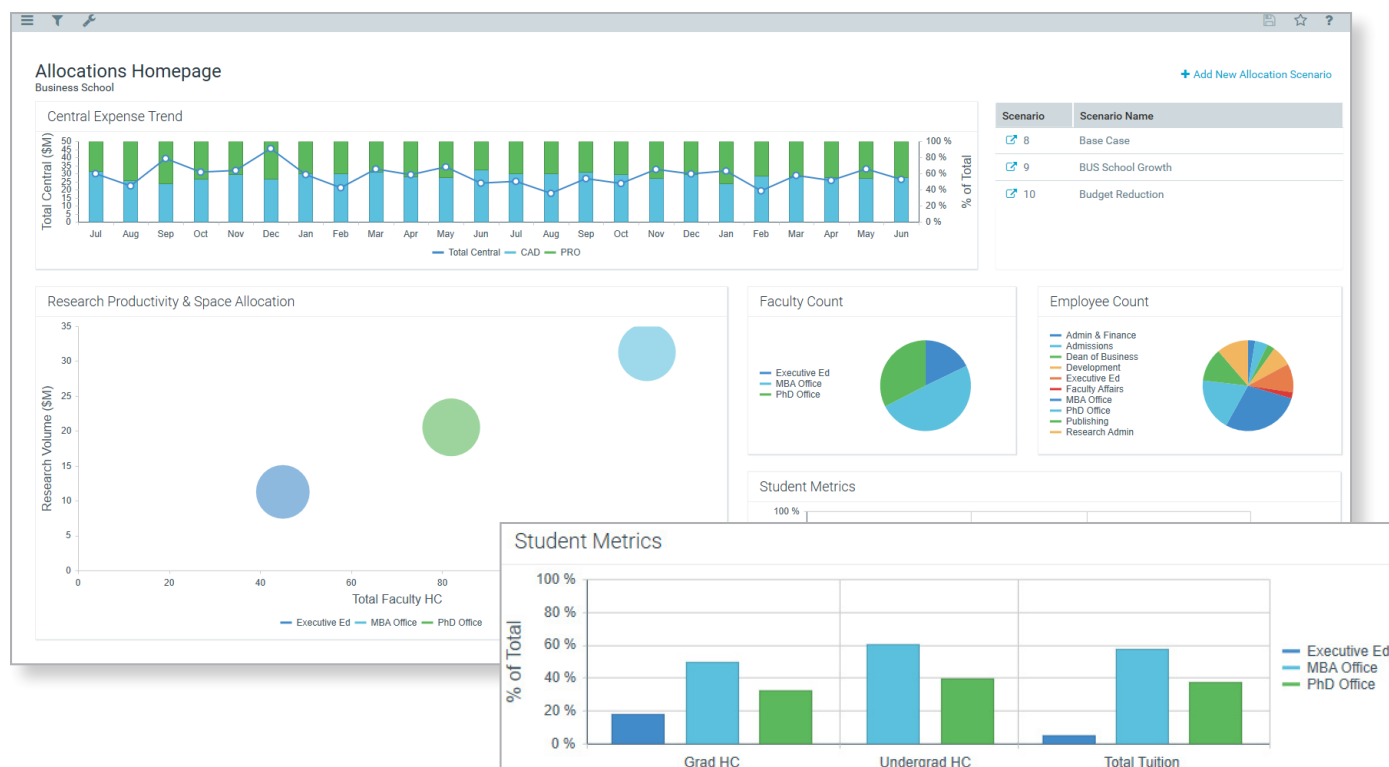 ?
Allocations Homepage
Business School
Add New Allocation Scenario
Central Expense Trend
Total Central ($M)
50
45
40
35
30
25
20
15
10
5
0
100 %
80 %
60 %
40 %
20 %
0 %
% of Total
Jul Aug Sep Oct Nov Dec Jan Feb Mar Apr May Jun Jul Aug Sep Oct Nov Dec Jan Feb Mar Apr May Jun
Total Central CAD PRO
Scenario Scenario Name
8 Base Case
9 BUS School Growth
10 Budget Reduction
Research Productivity & Space Allocation
Research Volume ($M)
35
30
25
20
15
10
5
0
0 20 40 60 80
Total Faculty HC
Executive Ed MBA Office PhD Office
Faculty Count
Executive Ed
MBA Office
PhD Office
Employee Count
Admin & Finance
Admissions
Dean of Business
Development
Executive Ed
Faculty Affairs
MBA Office
PhD Office
Publishing
Research Admin
Student Metrics
100 %
Student Metrics
% of Total
100 %
80 %
60 %
40 %
20 %
0 %
Grad HC Undergrad HC Total Tuition
Executive Ed
MBA Office
PhD Office